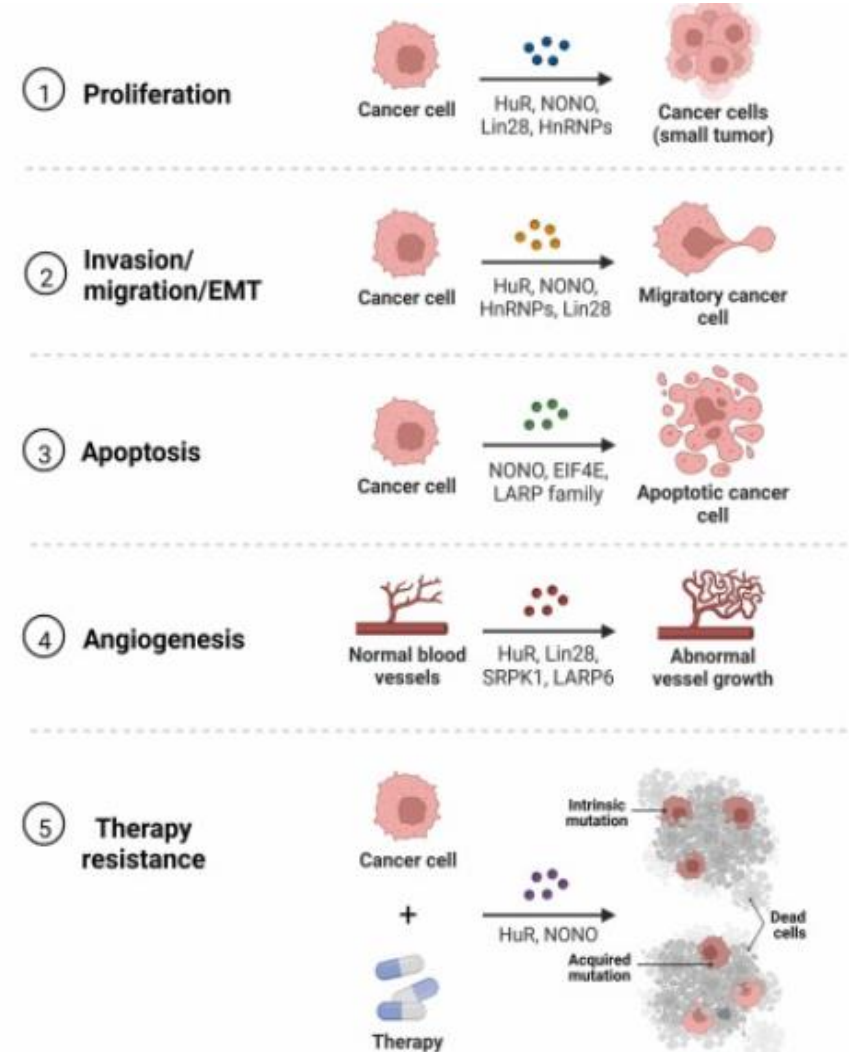 1 Proliferation
Cancer cell
HuR, NONO,
Lin28, HnRNPs
Cancer cells
(small tumor)
2 Invasion/
migration/EMT
Cancer cell
HuR, NONO,
HnRNPs, Lin28
Migratory cancer
cell
3 Apoptosis
Cancer cell
NONO, EIF4E,
LARP family
Apoptotic cancer
cell
4 Angiogenesis
Normal blood
vessels
HuR, Lin28,
SRPK1, LARP6
Abnormal
vessel growth
5 Therapy
resistance
Cancer cell
+
Therapy
HuR, NONO
Intrinsic
mutation
Dead
cells
Acquired
mutation